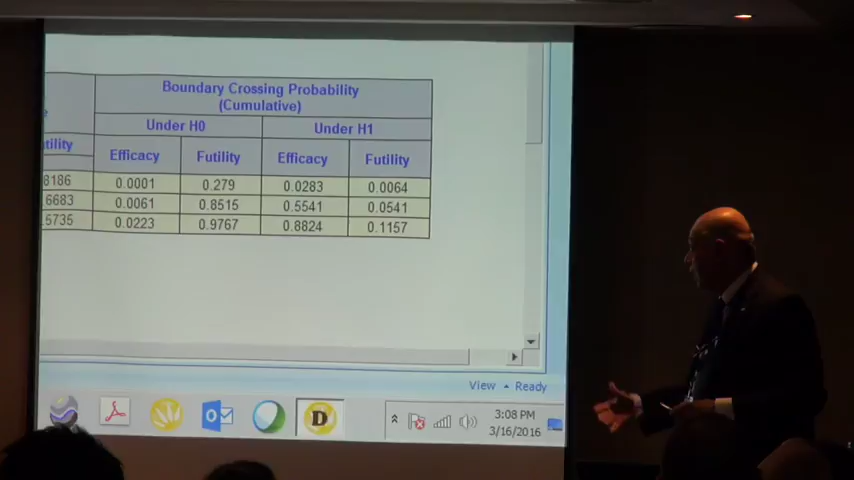 Boundary Crossing Probability
(Cumulative)
Under H0 Under H1
Efficacy Futility Efficacy Futility
8186 0.0001 0.279 0.0283 0.0064
.6683 0.0061 0.8515 0.5541 0.0541
.5735 0.0223 0.9767 0.8824 0.1157
View Ready
D
3:08 PM
3/16/2016